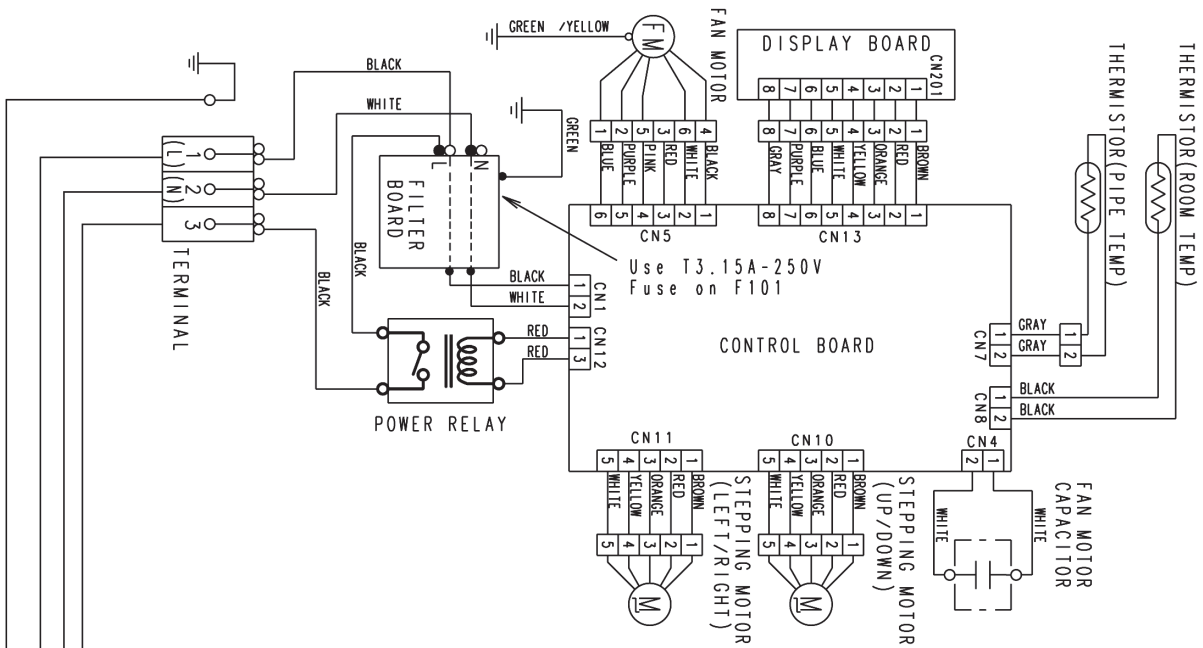 GREEN /YELLOW
FM
FAN MOTOR
DISPLAY BOARD
CN201
8 7 6 5 4 3 2 1
8 7 6 5 4 3 2 1
GRAY
PURPLE
BLUE
WHITE
YELLOW
ORANGE
RED
BROWN
8 7 6 5 4 3 2 1
CN13
1 2 5 3 6 4
BLUE
PURPLE
PINK
RED
WHITE
BLACK
6 5 4 3 2 1
CN5
THERMISTOR(PIPE TEMP)
THERMISTOR(ROOM TEMP)
BLACK
WHITE
GREEN
1
(L)
2
(N)
3
TERMINAL
L
N
FILTER
BOARD
Use T3.15A-250V
Fuse on F101
BLACK
BLACK
BLACK
WHITE
1
2
CN1
RED
RED
1
3
CN12
POWER RELAY
CONTROL BOARD
CN7
1
2
GRAY
GRAY
1
2
CN8
1
2
BLACK
BLACK
CN11
5 4 3 2 1
WHITE
YELLOW
ORANGE
RED
BROWN
5 4 3 2 1
M
STEPPING MOTOR
(LEFT/RIGHT)
CN10
5 4 3 2 1
WHITE
YELLOW
ORANGE
RED
BROWN
5 4 3 2 1
M
STEPPING MOTOR
(UP/DOWN)
CN4
2 1
WHITE
WHITE
FAN MOTOR
CAPACITOR